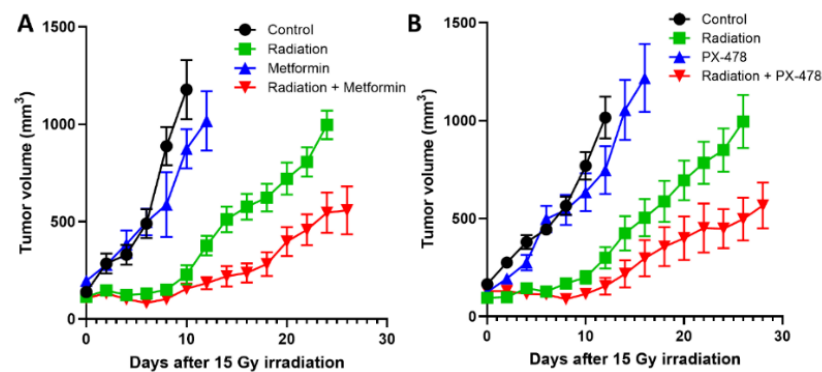 A
Control
Radiation
Metformin
Radiation + Metformin
Tumor volume (mm³)
1500
1000
500
0
0
10
20
30
Days after 15 Gy irradiation
B
Control
Radiation
PX-478
Radiation + PX-478
Tumor volume (mm³)
1500
1000
500
0
0
10
20
30
Days after 15 Gy irradiation